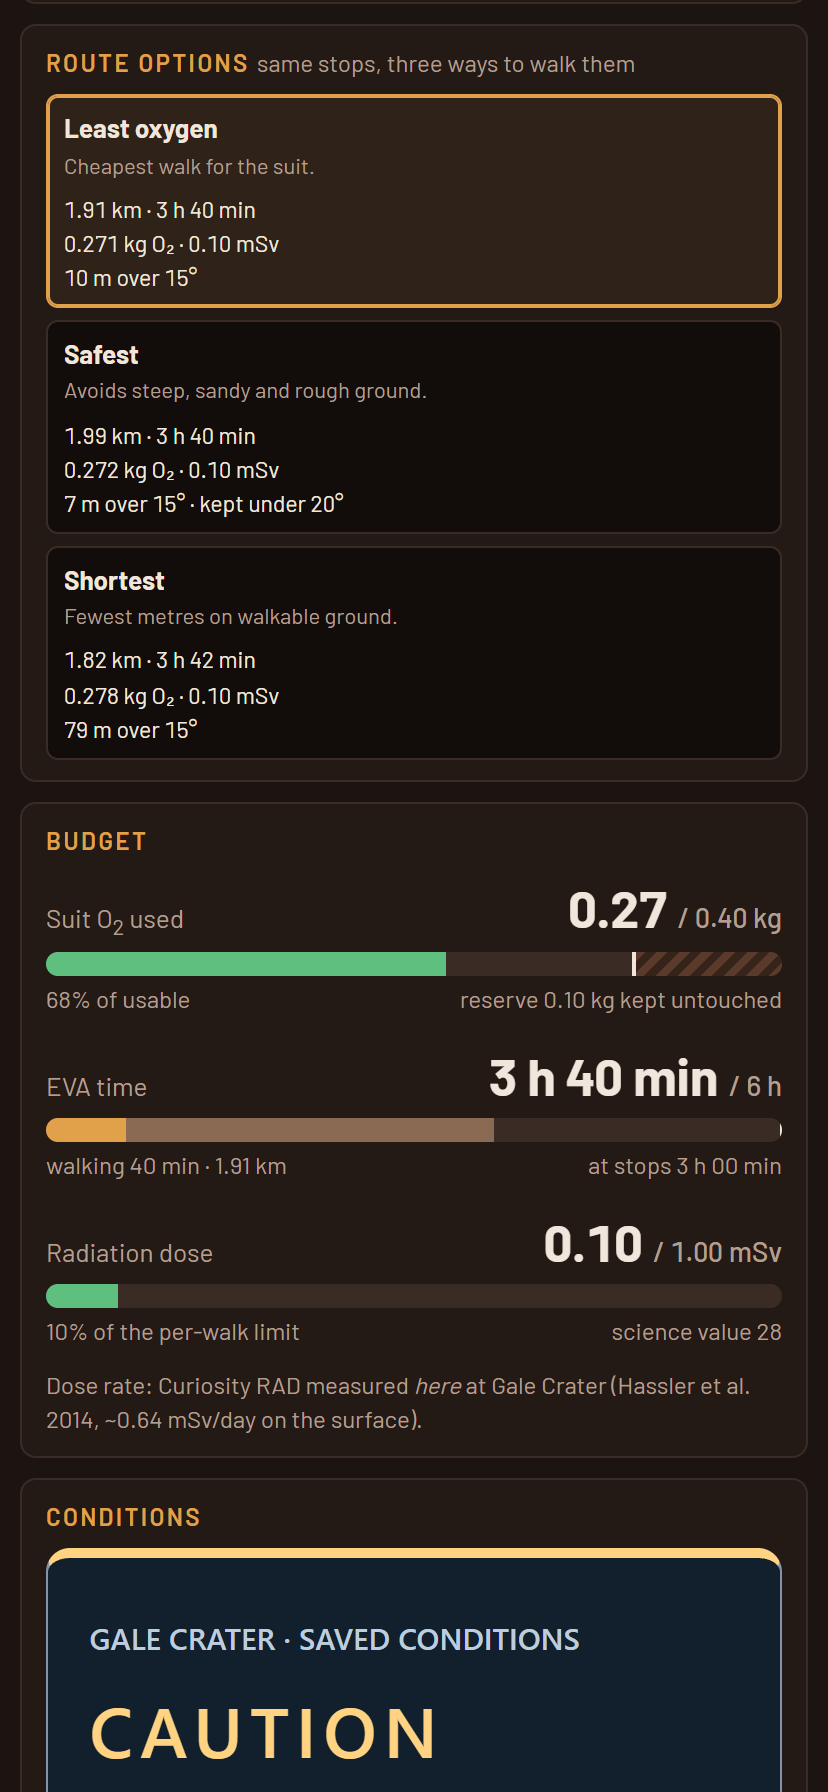 ROUTE OPTIONS same stops, three ways to walk them
Least oxygen
Cheapest walk for the suit.
1.91 km · 3 h 40 min
0.271 kg O₂ · 0.10 mSv
10 m over 15°
Safest
Avoids steep, sandy and rough ground.
1.99 km · 3 h 40 min
0.272 kg O₂ · 0.10 mSv
7 m over 15° · kept under 20°
Shortest
Fewest metres on walkable ground.
1.82 km · 3 h 42 min
0.278 kg O₂ · 0.10 mSv
79 m over 15°
BUDGET
Suit O₂ used 0.27 / 0.40 kg
68% of usable reserve 0.10 kg kept untouched
EVA time 3 h 40 min / 6 h
walking 40 min · 1.91 km at stops 3 h 00 min
Radiation dose 0.10 / 1.00 mSv
10% of the per-walk limit science value 28
Dose rate: Curiosity RAD measured here at Gale Crater (Hassler et al.
2014, ~0.64 mSv/day on the surface).
CONDITIONS
GALE CRATER · SAVED CONDITIONS
CAUTION